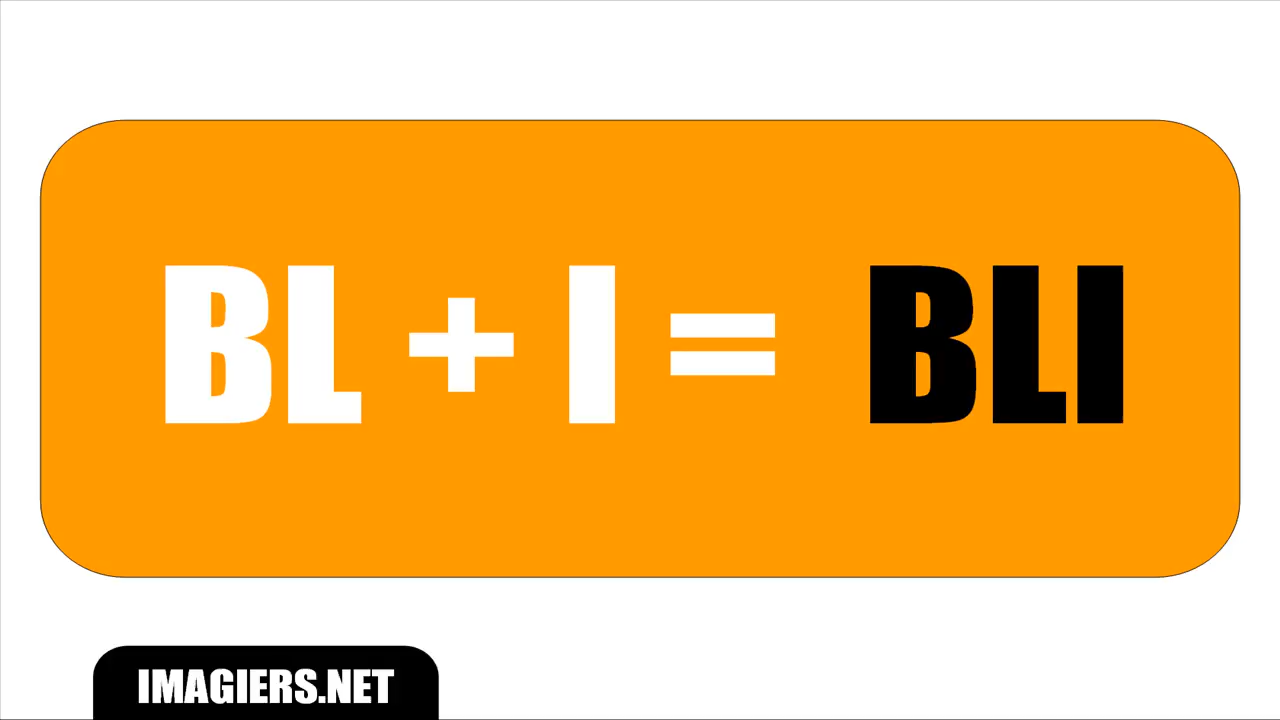 BL + I = BLI
IMAGIERS.NET